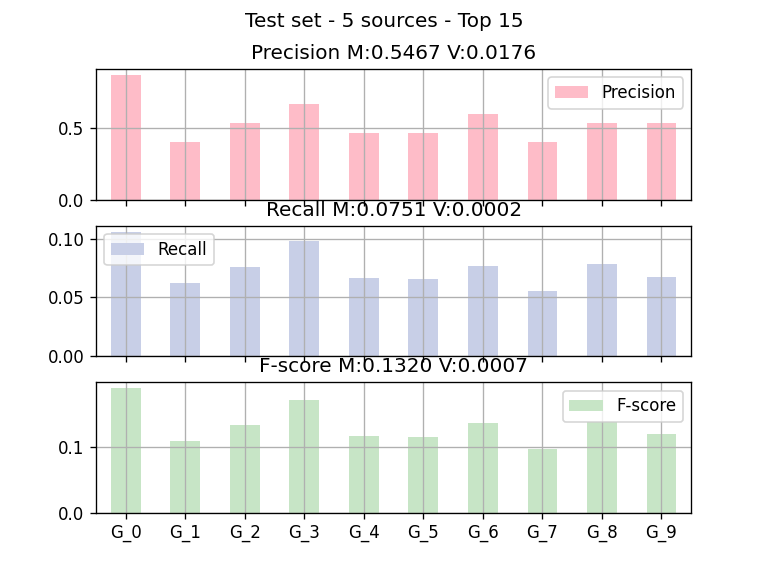 Test set - 5 sources - Top 15
Precision M:0.5467 V:0.0176
Precision
0.5
0.0
Recall M:0.0751 V:0.0002
0.10
Recall
0.05
0.00
F-score M:0.1320 V:0.0007
F-score
0.1
0.0
G_0 G_1 G_2 G_3 G_4 G_5 G_6 G_7 G_8 G_9